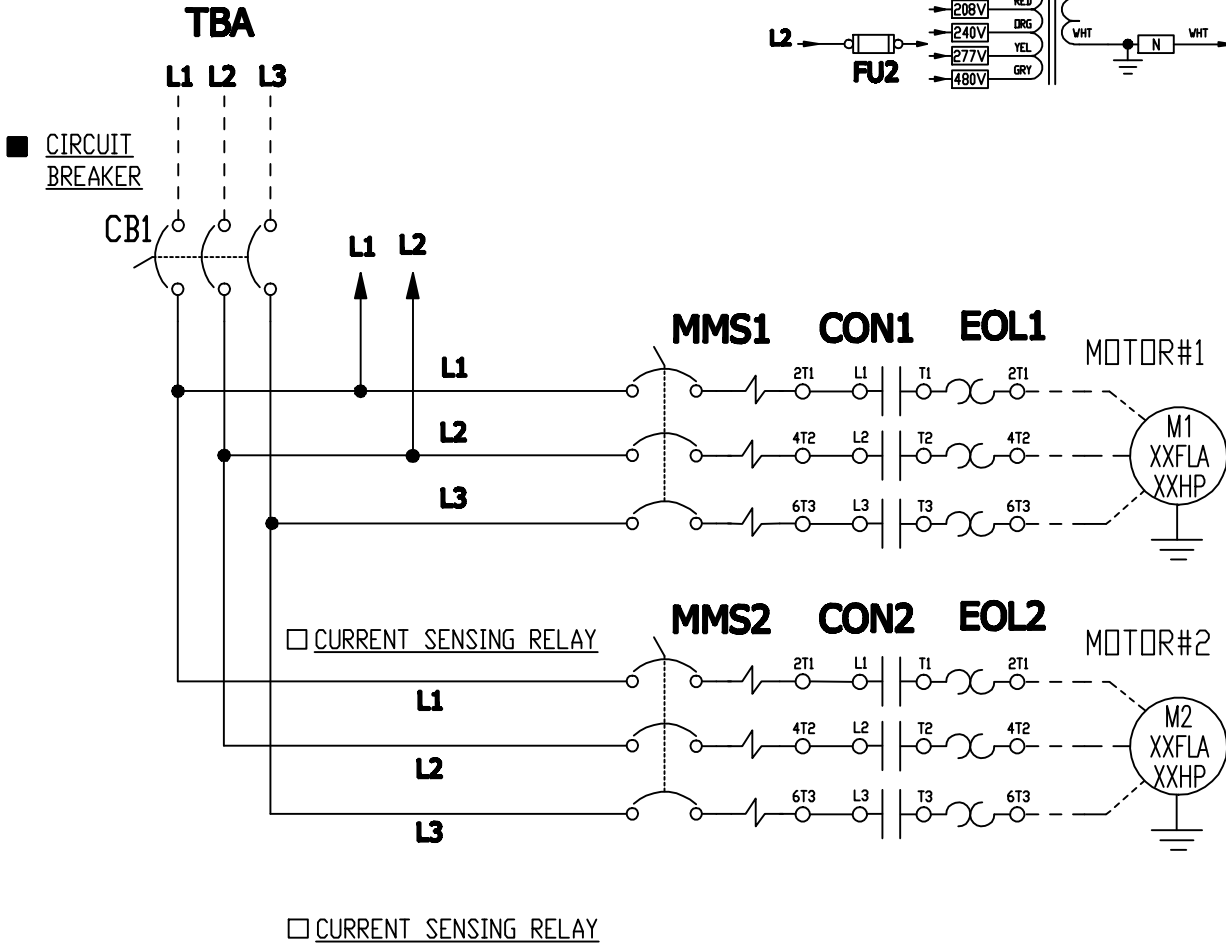 TBA
L1 L2 L3
■ CIRCUIT
BREAKER
CB1
L1 L2
RED
208V
ORG
240V
YEL
277V
GRY
480V
L2
FU2
WHT
N
WHT
MMS1 CON1 EOL1
MOTOR#1
L1
2T1 L1 T1 2T1
L2
4T2 L2 T2 4T2
L3
6T3 L3 T3 6T3
M1
XXFLA
XXHP
□ CURRENT SENSING RELAY
MMS2 CON2 EOL2
MOTOR#2
L1
2T1 L1 T1 2T1
L2
4T2 L2 T2 4T2
L3
6T3 L3 T3 6T3
M2
XXFLA
XXHP
□ CURRENT SENSING RELAY